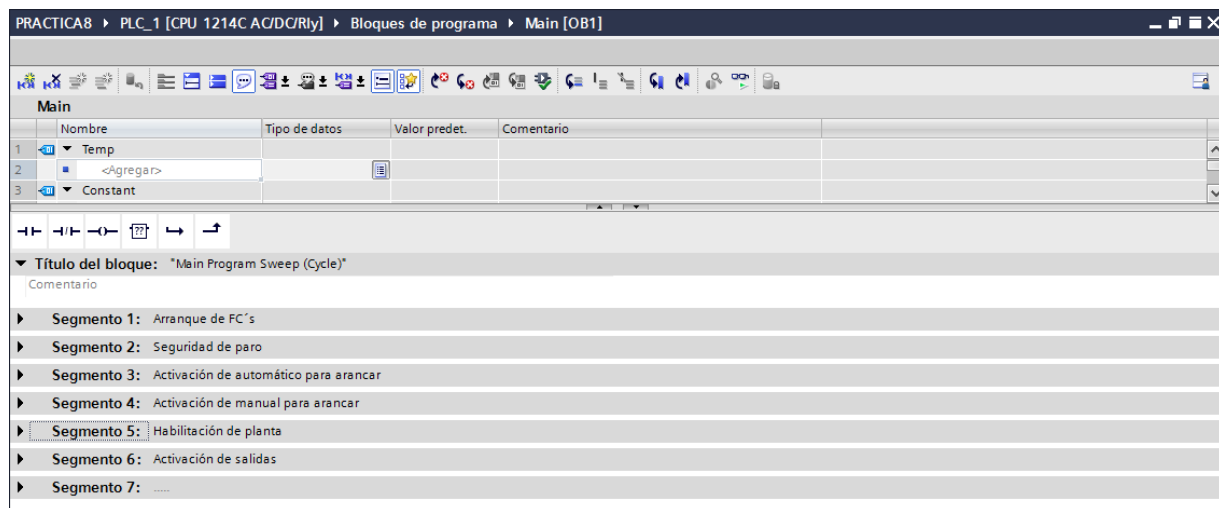 PRACTICA8 ▸ PLC_1 [CPU 1214C AC/DC/Rly] ▸ Bloques de programa ▸ Main [OB1]
Main
Nombre Tipo de datos Valor predet. Comentario
1 Temp
2 <Agregar>
3 Constant
??
Título del bloque: "Main Program Sweep (Cycle)"
Comentario
Segmento 1: Arranque de FC´s
Segmento 2: Seguridad de paro
Segmento 3: Activación de automático para arancar
Segmento 4: Activación de manual para arancar
Segmento 5: Habilitación de planta
Segmento 6: Activación de salidas
Segmento 7: .....